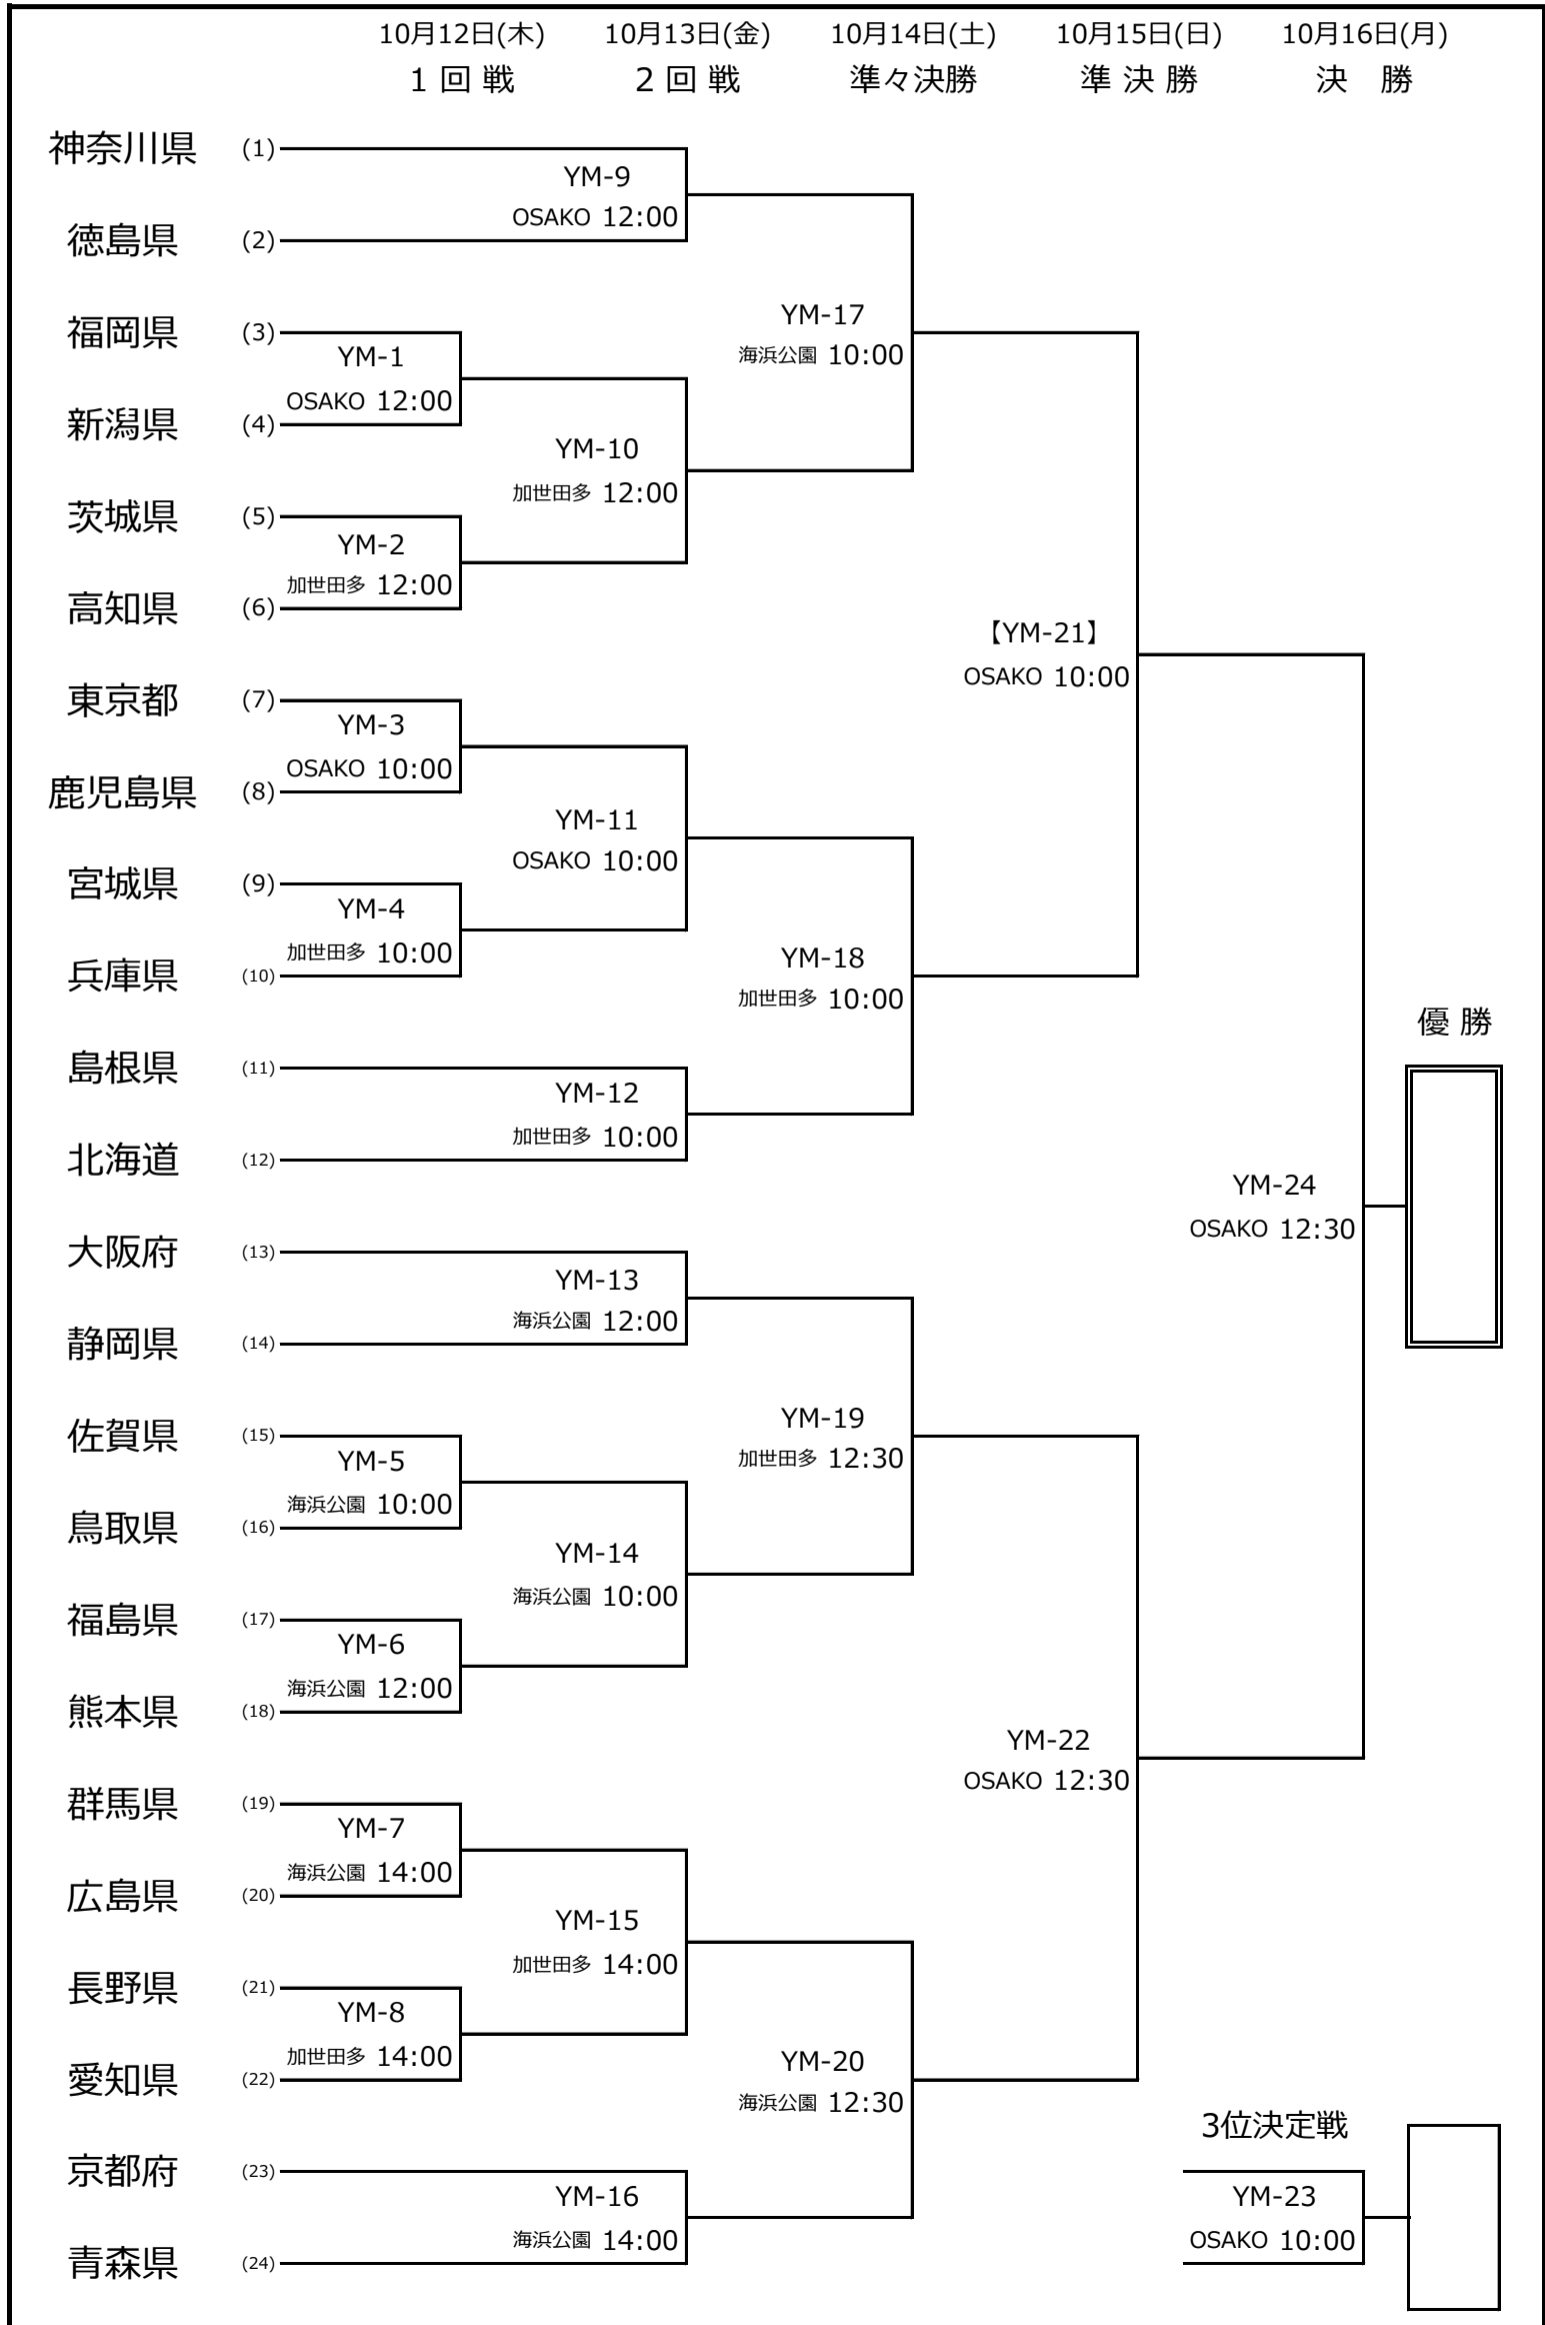 10月12日(木) 10月13日(金) 10月14日(土) 10月15日(日) 10月16日(月)
1 回 戦 2 回 戦 準々決勝 準 決 勝 決 勝
神奈川県 (1)
YM-9
OSAKO 12:00
徳島県 (2)
YM-17
海浜公園 10:00
福岡県 (3)
YM-1
OSAKO 12:00
新潟県 (4)
YM-10
加世田多 12:00
茨城県 (5)
YM-2
加世田多 12:00
高知県 (6)
【YM-21】
OSAKO 10:00
東京都 (7)
YM-3
OSAKO 10:00
鹿児島県 (8)
YM-11
OSAKO 10:00
宮城県 (9)
YM-4
加世田多 10:00
兵庫県 (10)
YM-18
加世田多 10:00
優 勝
島根県 (11)
YM-12
加世田多 10:00
北海道 (12)
YM-24
OSAKO 12:30
大阪府 (13)
YM-13
海浜公園 12:00
静岡県 (14)
YM-19
加世田多 12:30
佐賀県 (15)
YM-5
海浜公園 10:00
鳥取県 (16)
YM-14
海浜公園 10:00
福島県 (17)
YM-6
海浜公園 12:00
熊本県 (18)
YM-22
OSAKO 12:30
群馬県 (19)
YM-7
海浜公園 14:00
広島県 (20)
YM-15
加世田多 14:00
長野県 (21)
YM-8
加世田多 14:00
愛知県 (22)
YM-20
海浜公園 12:30
3位決定戦
京都府 (23)
YM-16 YM-23
海浜公園 14:00 OSAKO 10:00
青森県 (24)